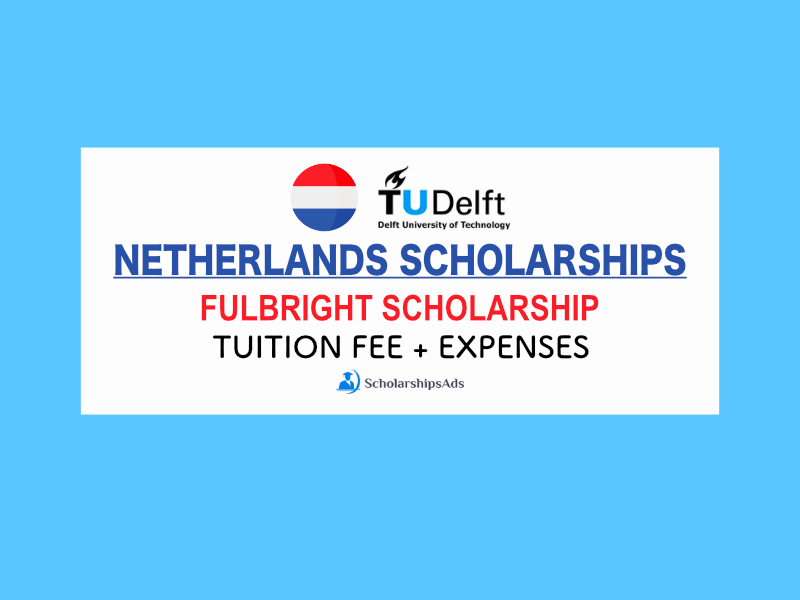 TUDelft
Delft University of Technology
NETHERLANDS SCHOLARSHIPS
FULBRIGHT SCHOLARSHIP
TUITION FEE + EXPENSES
ScholarshipsAds